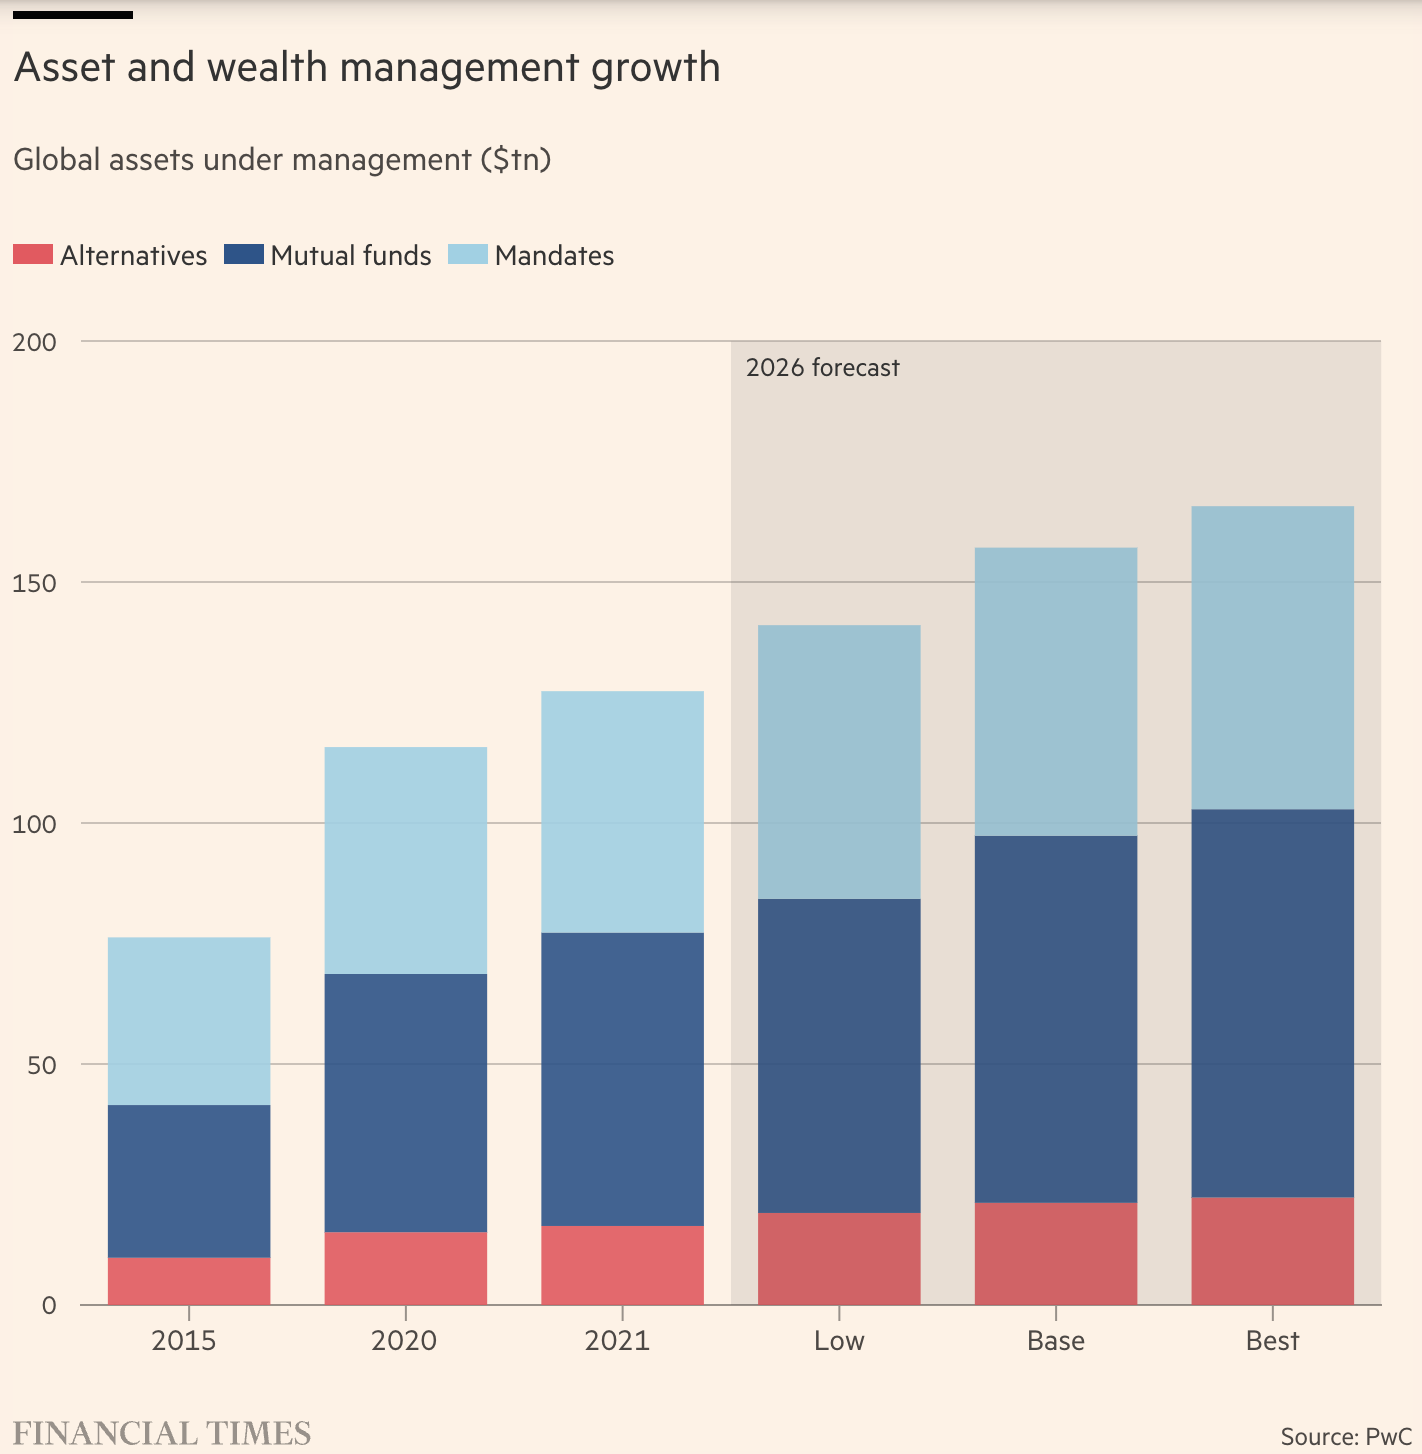 Asset and wealth management growth
Global assets under management ($tn)
Alternatives Mutual funds Mandates
200
2026 forecast
150
100
50
0
2015 2020 2021 Low Base Best
FINANCIAL TIMES
Source: PwC